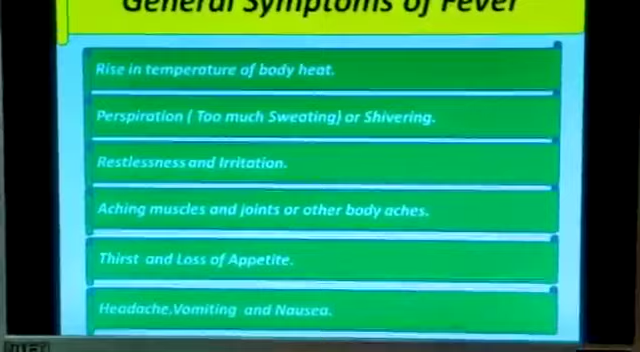 General Symptoms of Fever
Rise in temperature of body heat.
Perspiration ( Too much Sweating) or Shivering.
Restlessness and Irritation.
Aching muscles and joints or other body aches.
Thirst and Loss of Appetite.
Headache,Vomiting and Nausea.